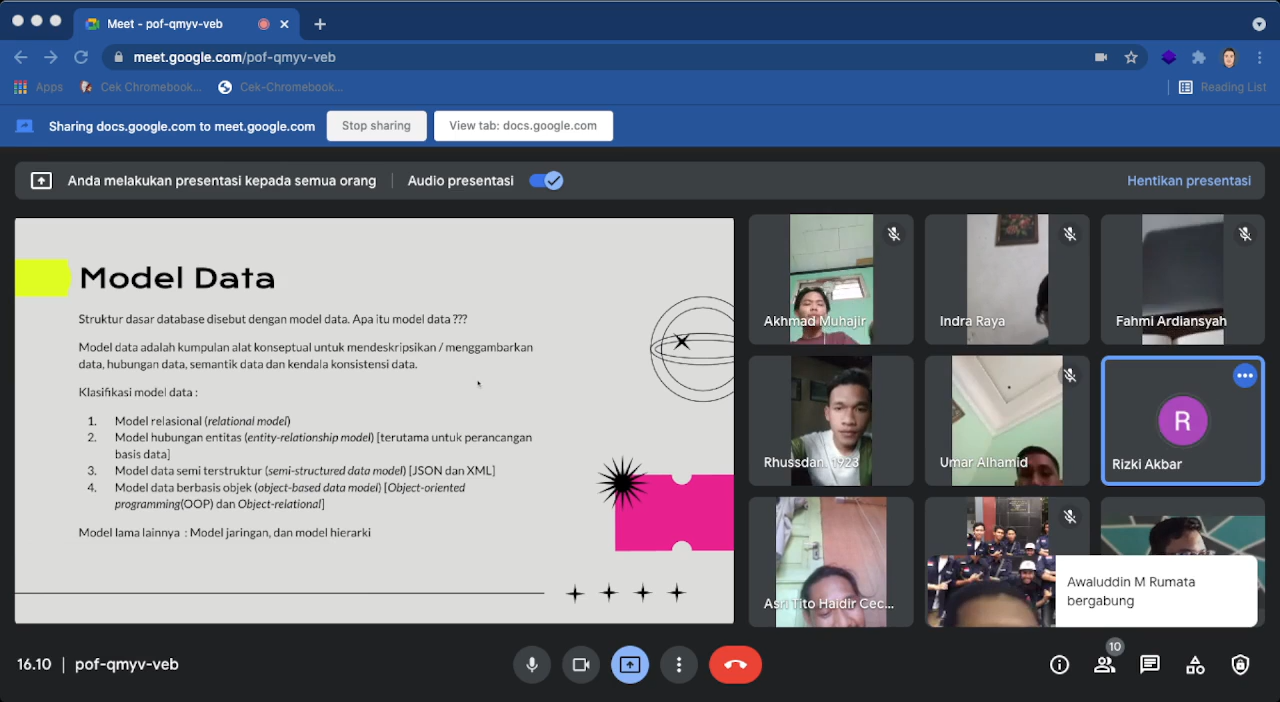 Meet - pof-qmyv-veb
meet.google.com/pof-qmyv-veb
Apps
Cek Chromebook...
Cek-Chromebook...
Reading List
Sharing docs.google.com to meet.google.com
Stop sharing
View tab: docs.google.com
Anda melakukan presentasi kepada semua orang
Audio presentasi
Hentikan presentasi
Model Data
Struktur dasar database disebut dengan model data. Apa itu model data ???
Model data adalah kumpulan alat konseptual untuk mendeskripsikan / menggambarkan
data, hubungan data, semantik data dan kendala konsistensi data.
Klasifikasi model data :
1. Model relasional (relational model)
2. Model hubungan entitas (entity-relationship model) [terutama untuk perancangan
basis data]
3. Model data semi terstruktur (semi-structured data model) [JSON dan XML]
4. Model data berbasis objek (object-based data model) [Object-oriented
programming(OOP) dan Object-relational]
Model lama lainnya : Model jaringan, dan model hierarki
Akhmad Muhajir
Indra Raya
Fahmi Ardiansyah
Rhussdan. 1923
Umar Alhamid
R
Rizki Akbar
Asri Tito Haidir Cec...
Awaluddin M Rumata
bergabung
16.10 | pof-qmyv-veb
10